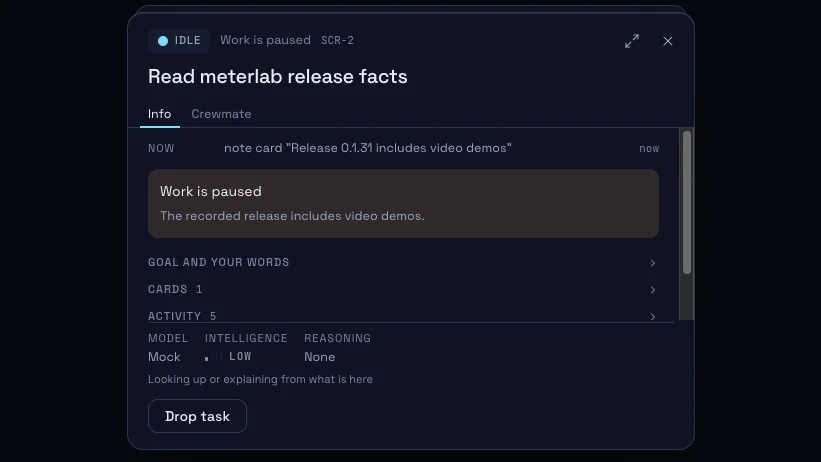 IDLE Work is paused SCR-2
Read meterlab release facts
Info Crewmate
NOW note card "Release 0.1.31 includes video demos" now
Work is paused
The recorded release includes video demos.
GOAL AND YOUR WORDS
CARDS 1
ACTIVITY 5
MODEL INTELLIGENCE REASONING
Mock LOW None
Looking up or explaining from what is here
Drop task